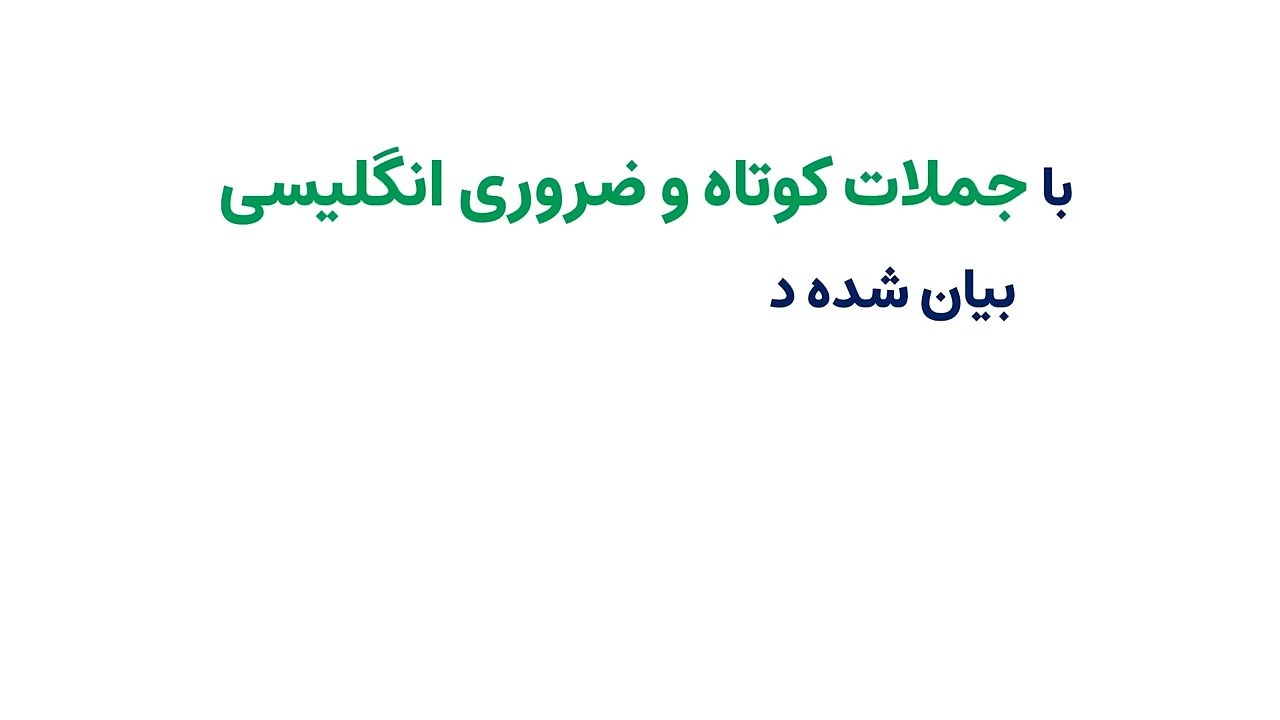 با جملات کوتاه و ضروری انگلیسی
بیان شده د